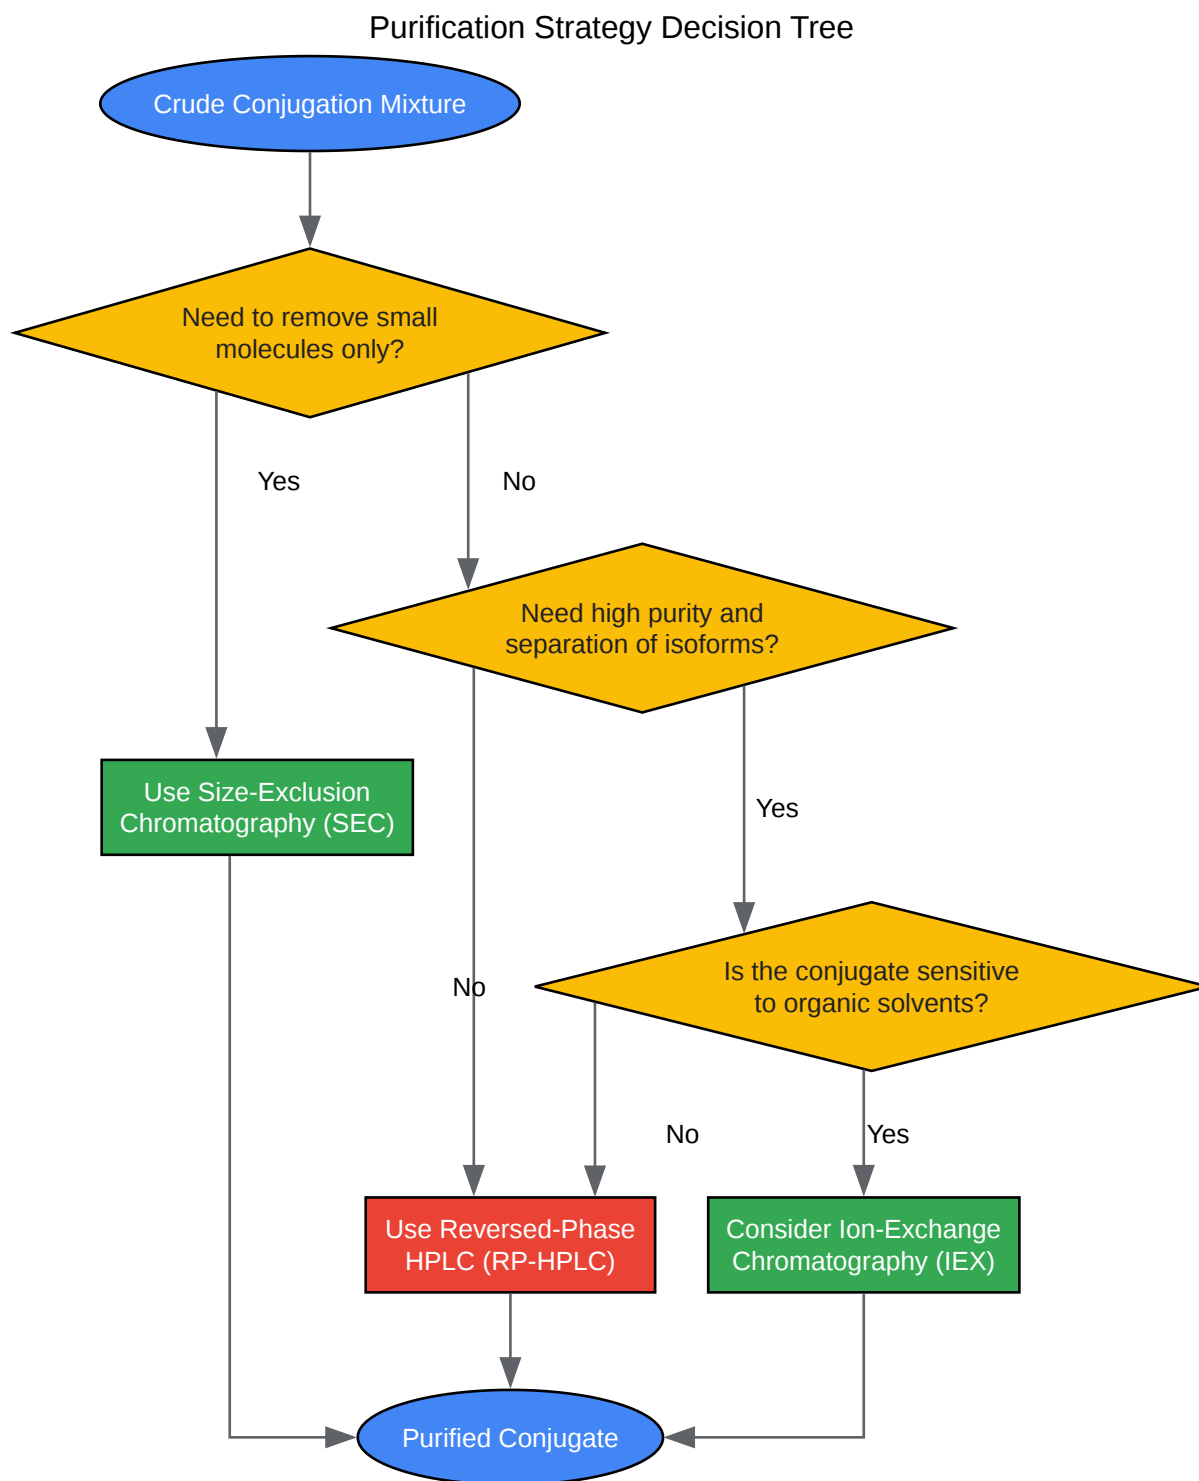 Purification Strategy Decision Tree
Crude Conjugation Mixture
Need to remove small
molecules only?
Yes
No
Need high purity and
separation of isoforms?
Use Size-Exclusion
Chromatography (SEC)
Yes
No
Is the conjugate sensitive
to organic solvents?
No
Yes
Use Reversed-Phase
HPLC (RP-HPLC)
Consider Ion-Exchange
Chromatography (IEX)
Purified Conjugate